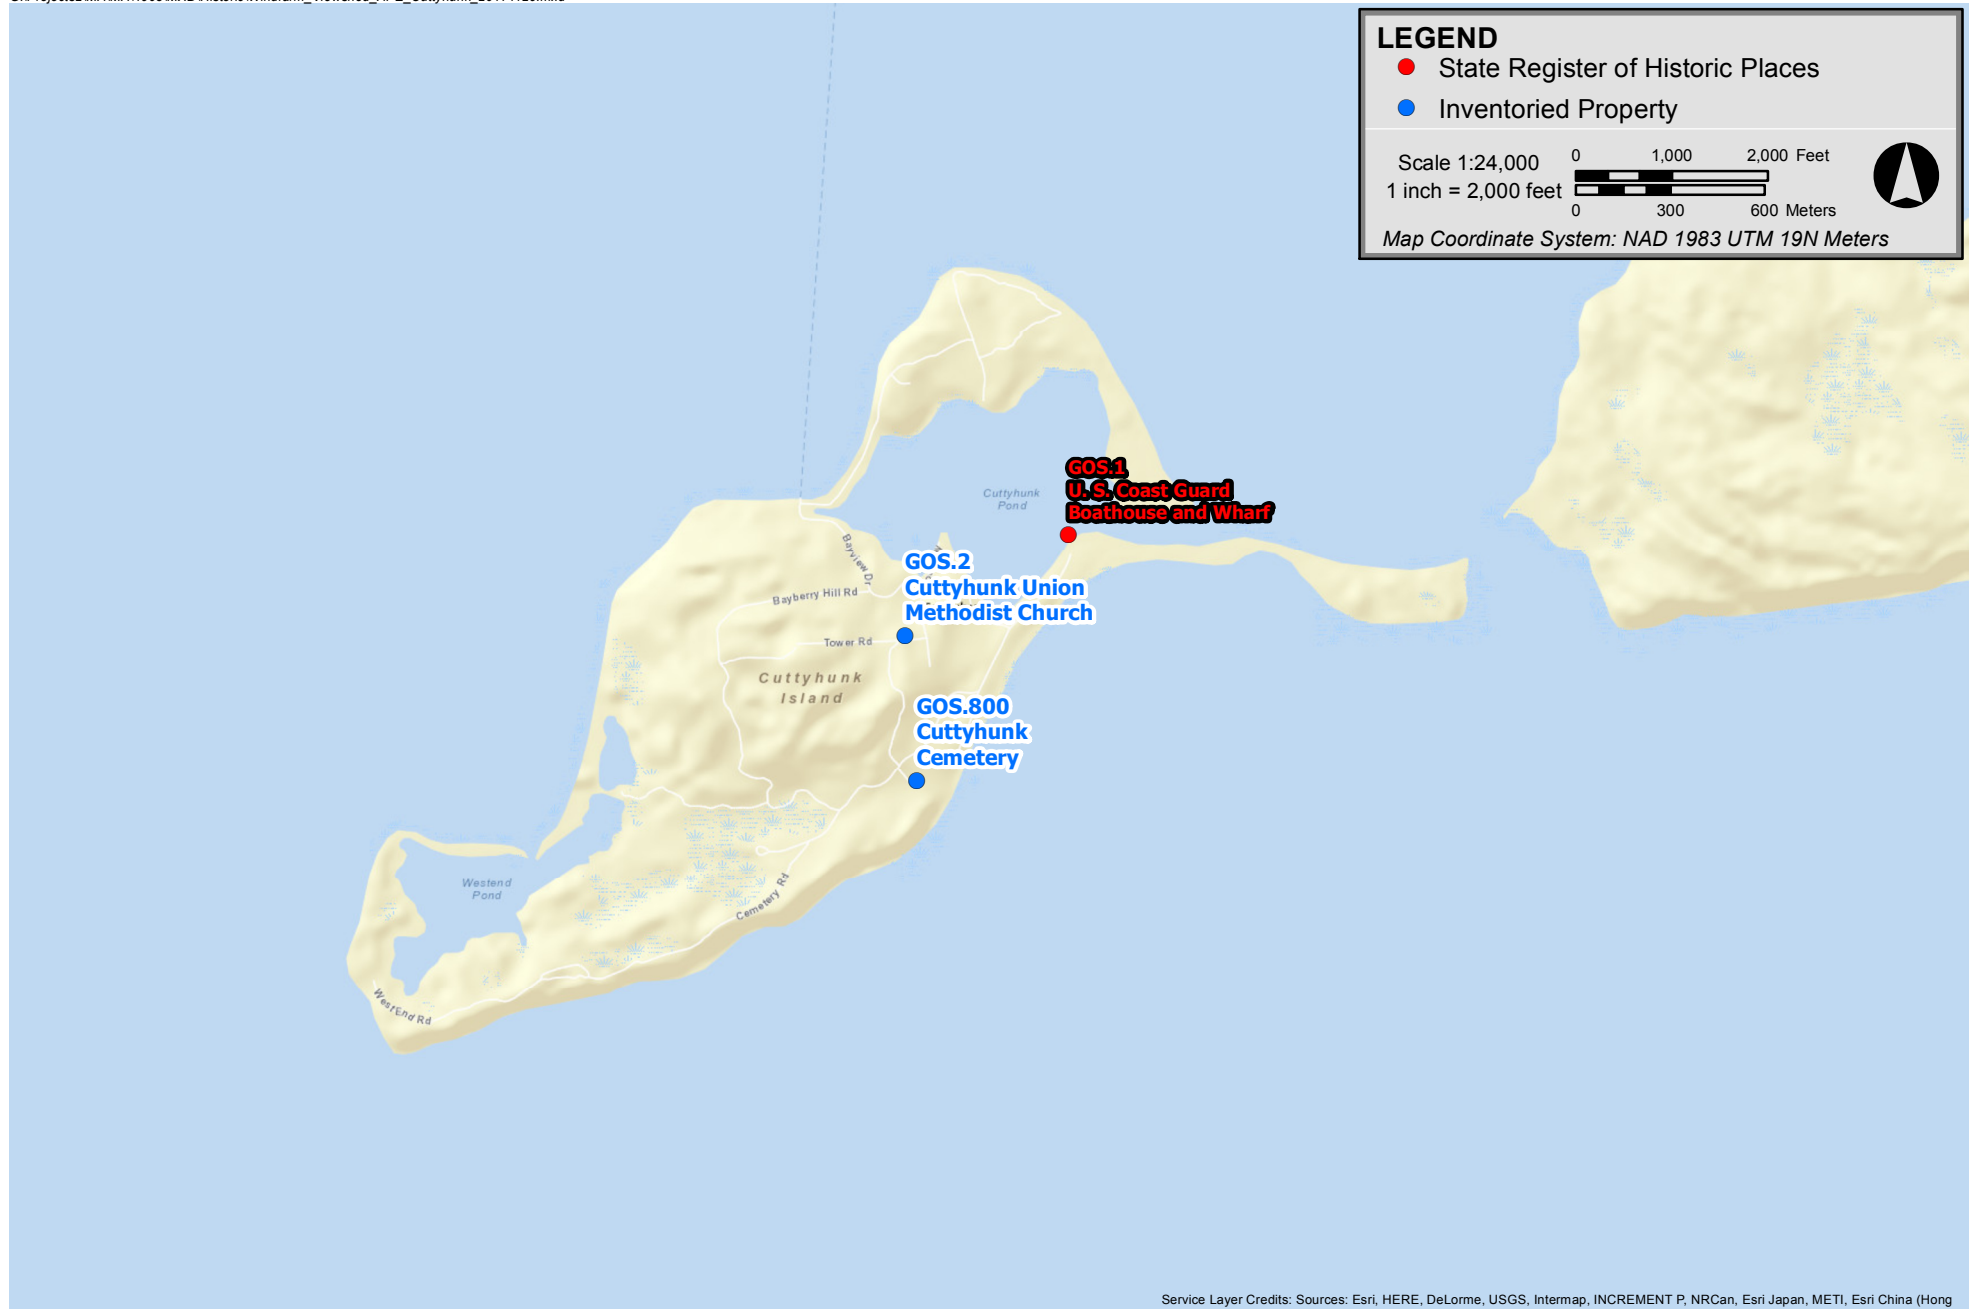 LEGEND
State Register of Historic Places
Inventoried Property
Scale 1:24,000
1 inch = 2,000 feet
0 1,000 2,000 Feet
0 300 600 Meters
Map Coordinate System: NAD 1983 UTM 19N Meters
Cuttyhunk
Pond
GOS.1
U. S. Coast Guard
Boathouse and Wharf
Bayview Dr
GOS.2
Cuttyhunk Union
Methodist Church
Bayberry Hill Rd
Tower Rd
Cuttyhunk
Island
GOS.800
Cuttyhunk
Cemetery
Westend
Pond
Cemetery Rd
WestEnd Rd
Service Layer Credits: Sources: Esri, HERE, DeLorme, USGS, Intermap, INCREMENT P, NRCan, Esri Japan, METI, Esri China (Hong